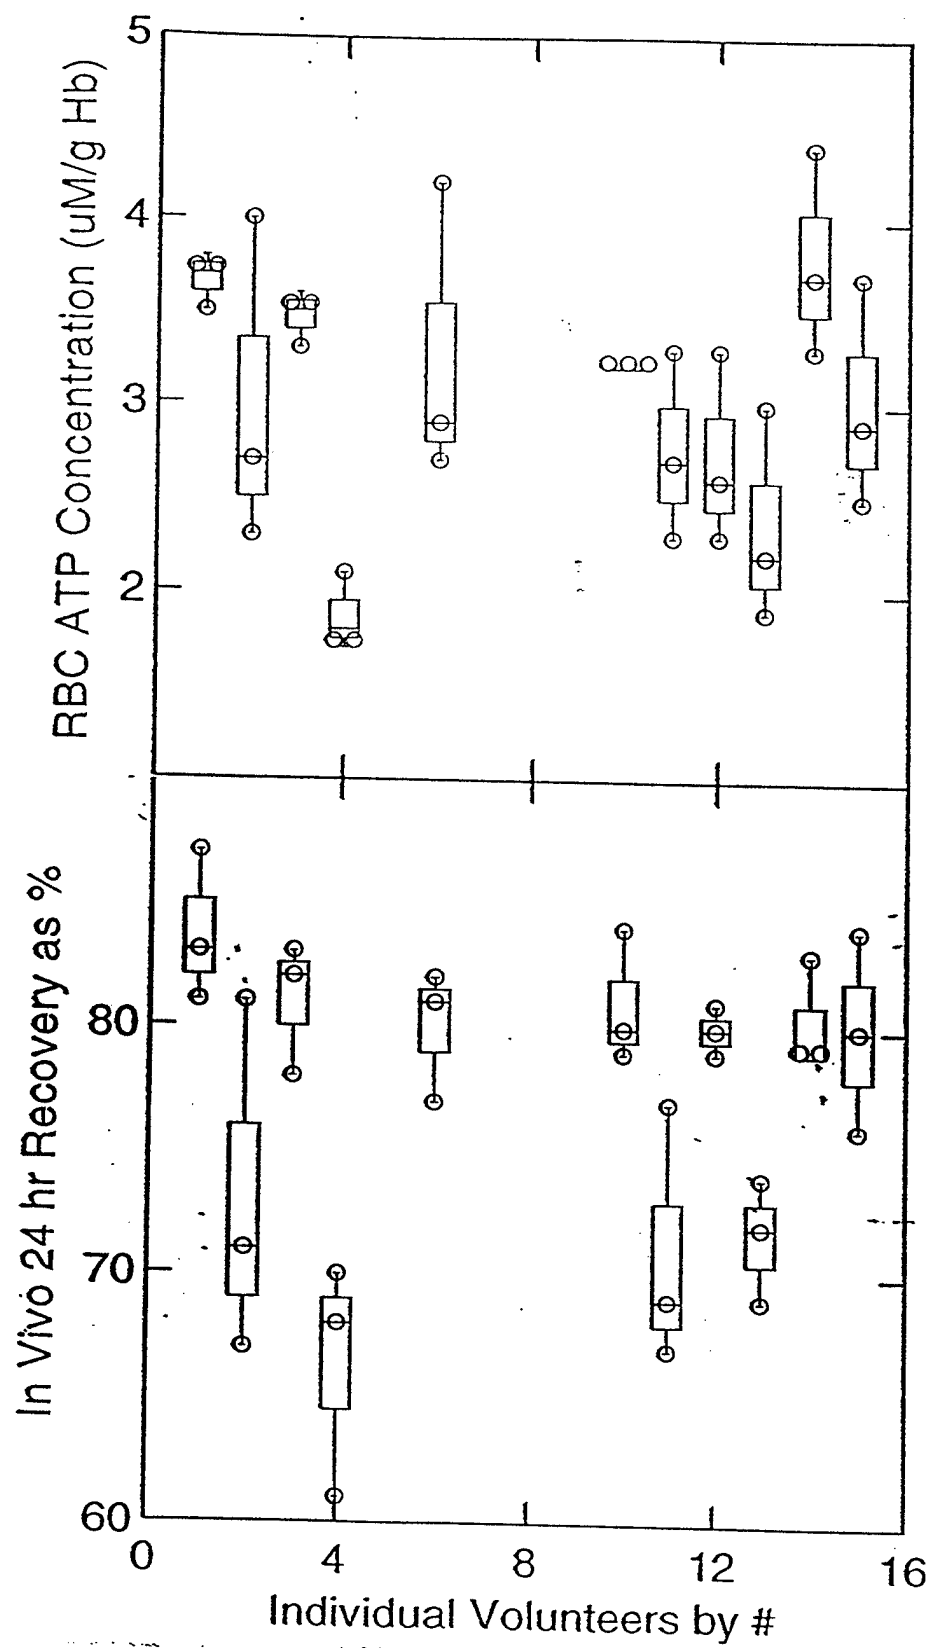 5
4
3
2
RBC ATP Concentration (uM/g Hb)
80
70
60
In Vivo 24 hr Recovery as %
0 4 8 12 16
Individual Volunteers by #